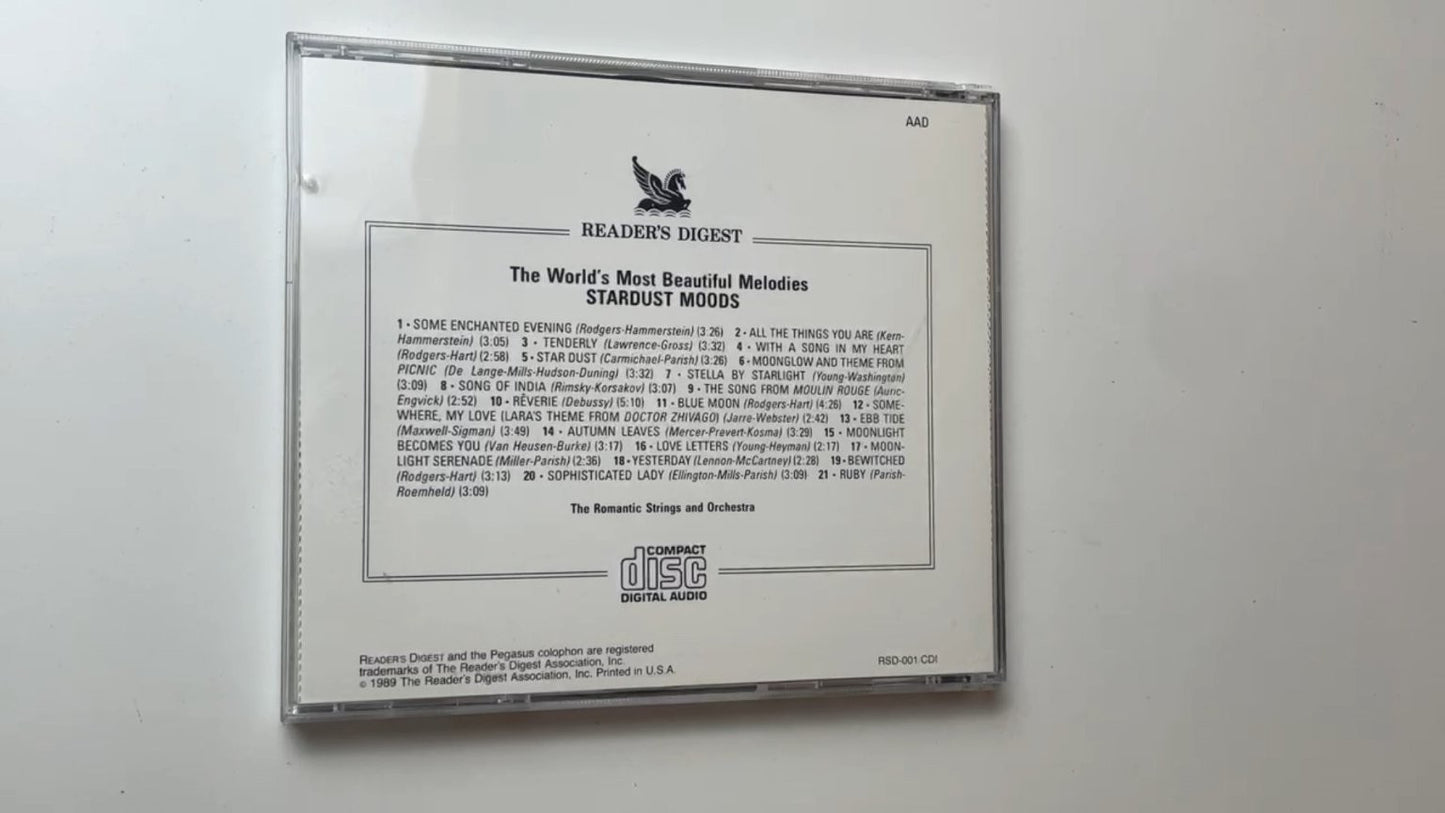 AAD
READER'S DIGEST
The World's Most Beautiful Melodies
STARDUST MOODS
1 • SOME ENCHANTED EVENING (Rodgers-Hammerstein) (3:26) 2 • ALL THE THINGS YOU ARE (Kern-
Hammerstein) (3:05) 3 • TENDERLY (Lawrence-Gross) (3:32) 4 • WITH A SONG IN MY HEART
(Rodgers-Hart) (2:58) 5 • STAR DUST (Carmichael-Parish) (3:26) 6 • MOONGLOW AND THEME FROM
PICNIC (De Lange-Mills-Hudson-Duning) (3:32) 7 • STELLA BY STARLIGHT (Young-Washington)
(3:09) 8 • SONG OF INDIA (Rimsky-Korsakov) (3:07) 9 • THE SONG FROM MOULIN ROUGE (Auric-
Engvick) (2:52) 10 • RÊVERIE (Debussy) (5:10) 11 • BLUE MOON (Rodgers-Hart) (4:26) 12 • SOME-
WHERE, MY LOVE (LARA'S THEME FROM DOCTOR ZHIVAGO) (Jarre-Webster) (2:42) 13 • EBB TIDE
(Maxwell-Sigman) (3:49) 14 • AUTUMN LEAVES (Mercer-Prevert-Kosma) (3:29) 15 • MOONLIGHT
BECOMES YOU (Van Heusen-Burke) (3:17) 16 • LOVE LETTERS (Young-Heyman) (2:17) 17 • MOON-
LIGHT SERENADE (Miller-Parish) (2:36) 18 • YESTERDAY (Lennon-McCartney) (2:28) 19 • BEWITCHED
(Rodgers-Hart) (3:13) 20 • SOPHISTICATED LADY (Ellington-Mills-Parish) (3:09) 21 • RUBY (Parish-
Roemheld) (3:09)
The Romantic Strings and Orchestra
COMPACT
disc
DIGITAL AUDIO
READER'S DIGEST and the Pegasus colophon are registered
trademarks of The Reader's Digest Association, Inc.
© 1989 The Reader's Digest Association, Inc. Printed in U.S.A.
RSD-001 CDI